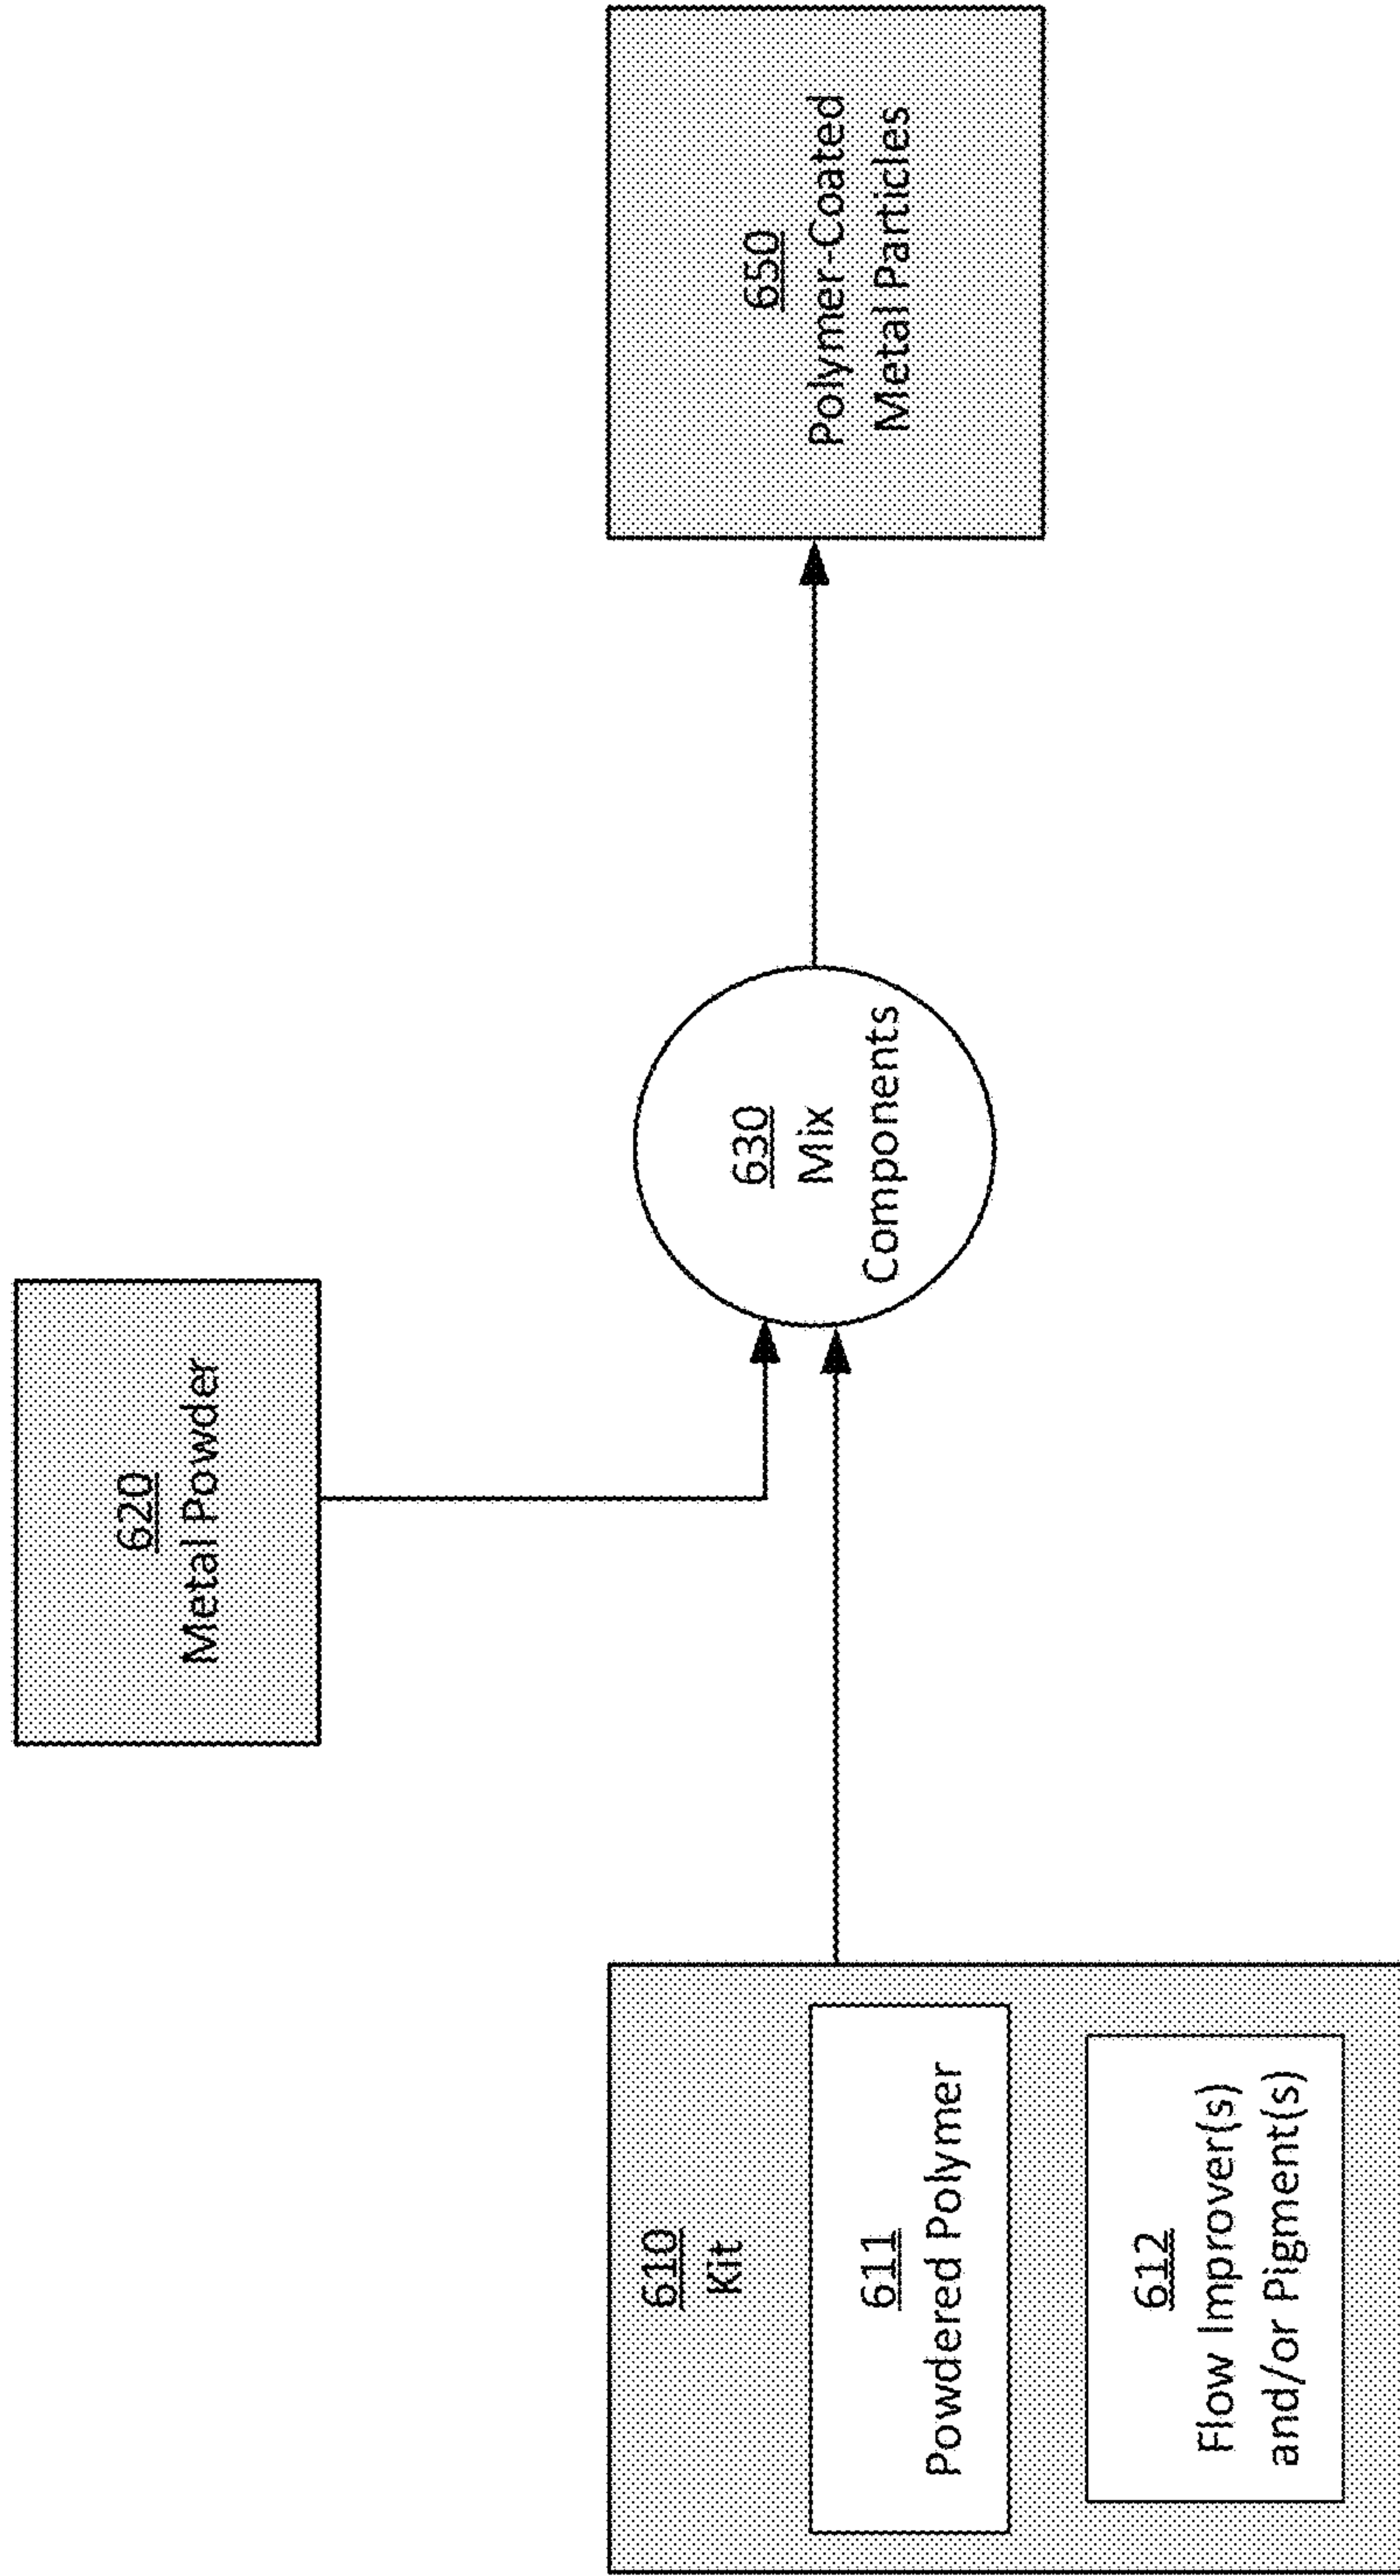 620
Metal Powder
610
Kit
611
Powdered Polymer
612
Flow Improver(s)
and/or Pigment(s)
630
Mix
Components
650
Polymer-Coated
Metal Particles